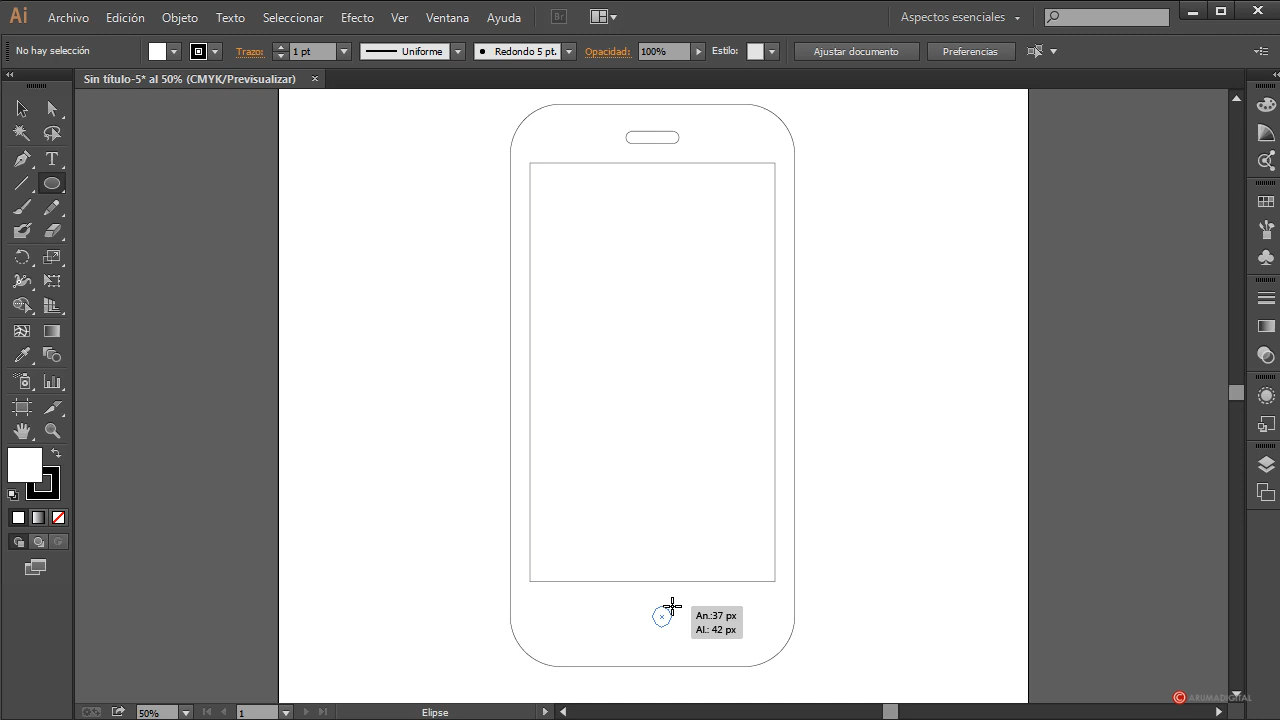 Ai Archivo Edición Objeto Texto Seleccionar Efecto Ver Ventana Ayuda Br Aspectos esenciales
No hay selección Trazo: 1 pt Uniforme Redondo 5 pt. Opacidad: 100% Estilo: Ajustar documento Preferencias
Sin título-5* al 50% (CMYK/Previsualizar)
T
An.:37 px
Al.: 42 px
© ARUMADIGITAL
50% 1 Elipse